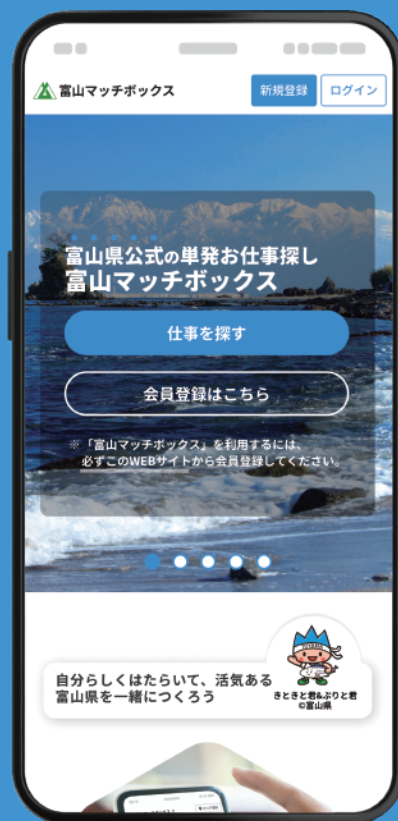 富山マッチボックス
新規登録
ログイン
富山県公式の単発お仕事探し
富山マッチボックス
仕事を探す
会員登録はこちら
※「富山マッチボックス」を利用するには、
必ずこのWEBサイトから会員登録してください。
自分らしくはたらいて、活気ある
富山県を一緒につくろう
きときと君&ぶりと君
©富山県